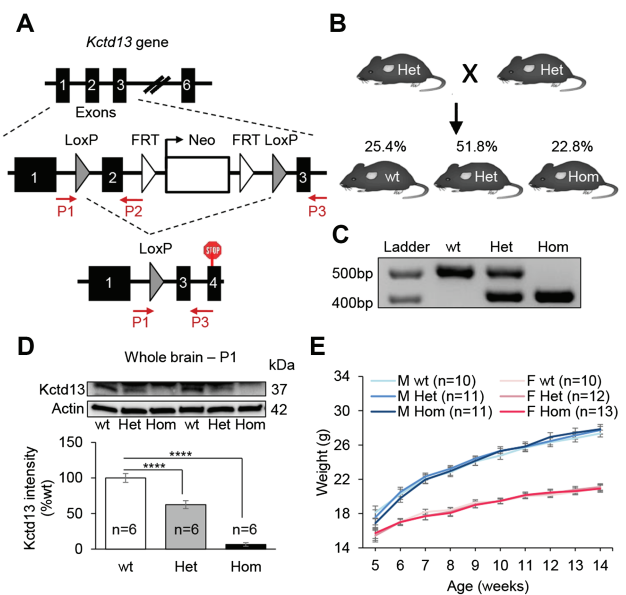 A
Kctd13 gene
1 2 3 6
Exons
LoxP FRT Neo FRT LoxP
1 2 3
P1 P2 P3
LoxP
STOP
1 3 4
P1 P3
B
Het X Het
25.4% 51.8% 22.8%
wt Het Hom
C
Ladder wt Het Hom
500bp
400bp
D
Whole brain – P1
kDa
Kctd13 37
Actin 42
wt Het Hom wt Het Hom
Kctd13 intensity
(%wt)
150
100
50
0
****
****
n=6 n=6 n=6
wt Het Hom
E
M wt (n=10) F wt (n=10)
M Het (n=11) F Het (n=12)
M Hom (n=11) F Hom (n=13)
Weight (g)
34
30
26
22
18
14
5 6 7 8 9 10 11 12 13 14
Age (weeks)